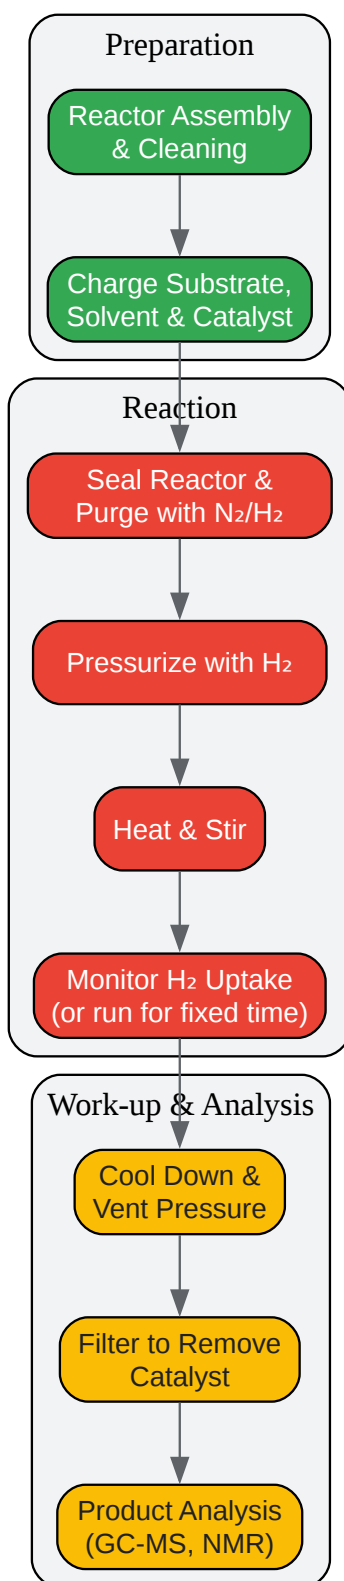 Preparation
Reactor Assembly
& Cleaning
Charge Substrate,
Solvent & Catalyst
Reaction
Seal Reactor &
Purge with N₂/H₂
Pressurize with H₂
Heat & Stir
Monitor H₂ Uptake
(or run for fixed time)
Work-up & Analysis
Cool Down &
Vent Pressure
Filter to Remove
Catalyst
Product Analysis
(GC-MS, NMR)